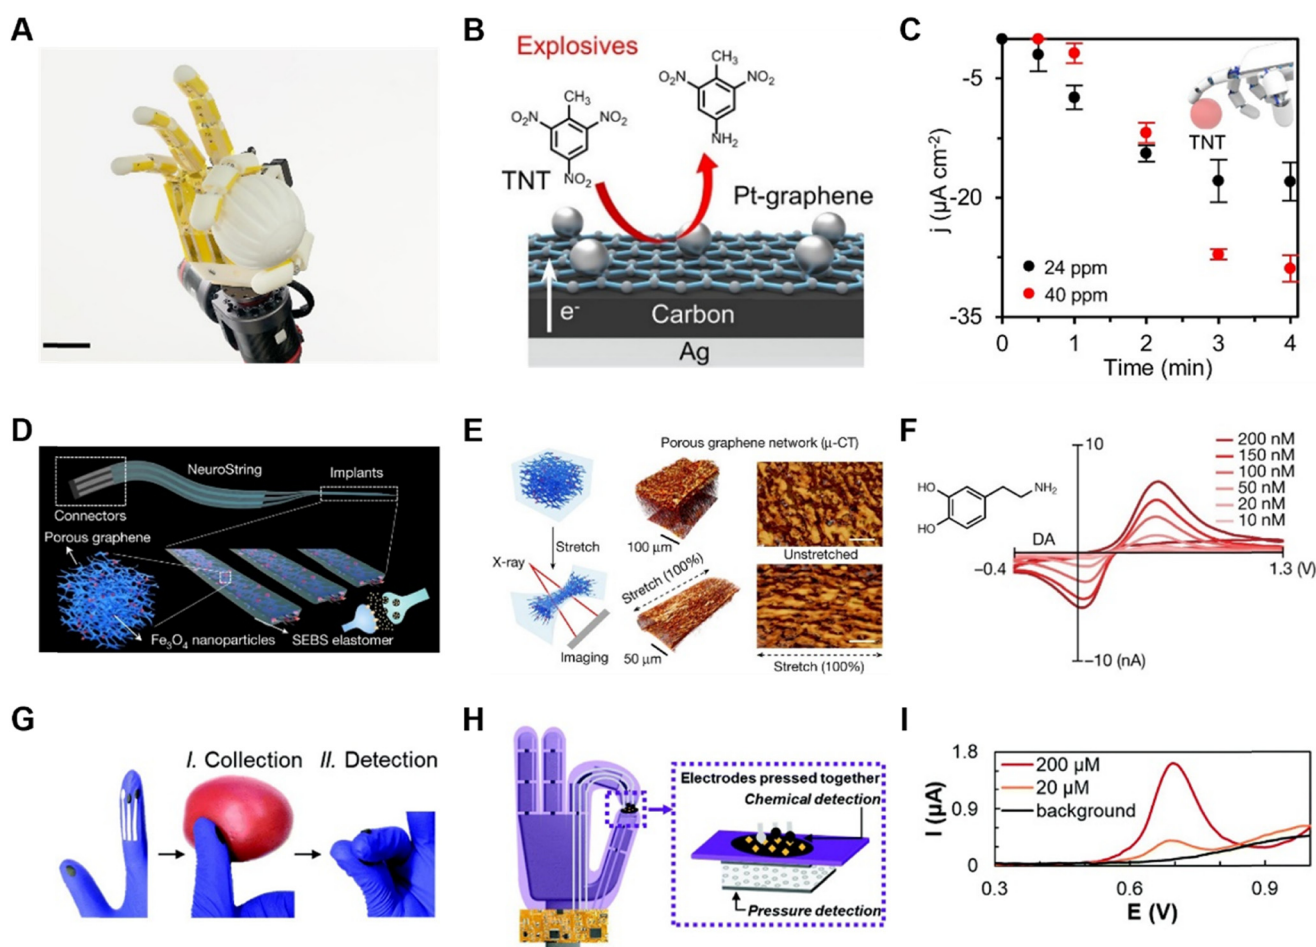 A
B
Explosives
CH₃
O₂N
NO₂
NH₂
CH₃
O₂N
NO₂
NO₂
TNT
Pt-graphene
e⁻
Carbon
Ag
C
-5
-20
-35
j (µA cm⁻²)
TNT
24 ppm
40 ppm
0
1
2
3
4
Time (min)
D
NeuroString
Implants
Connectors
Porous graphene
Fe₃O₄ nanoparticles
SEBS elastomer
E
Porous graphene network (µ-CT)
Stretch
X-ray
Imaging
100 µm
Stretch (100%)
50 µm
Unstretched
Stretch (100%)
F
HO
HO
NH₂
DA
10
−0.4
1.3 (V)
−10 (nA)
200 nM
150 nM
100 nM
50 nM
20 nM
10 nM
G
I. Collection
II. Detection
H
Electrodes pressed together
Chemical detection
Pressure detection
I
1.8
0.9
0
I (µA)
200 µM
20 µM
background
0.3
0.6
0.9
E (V)